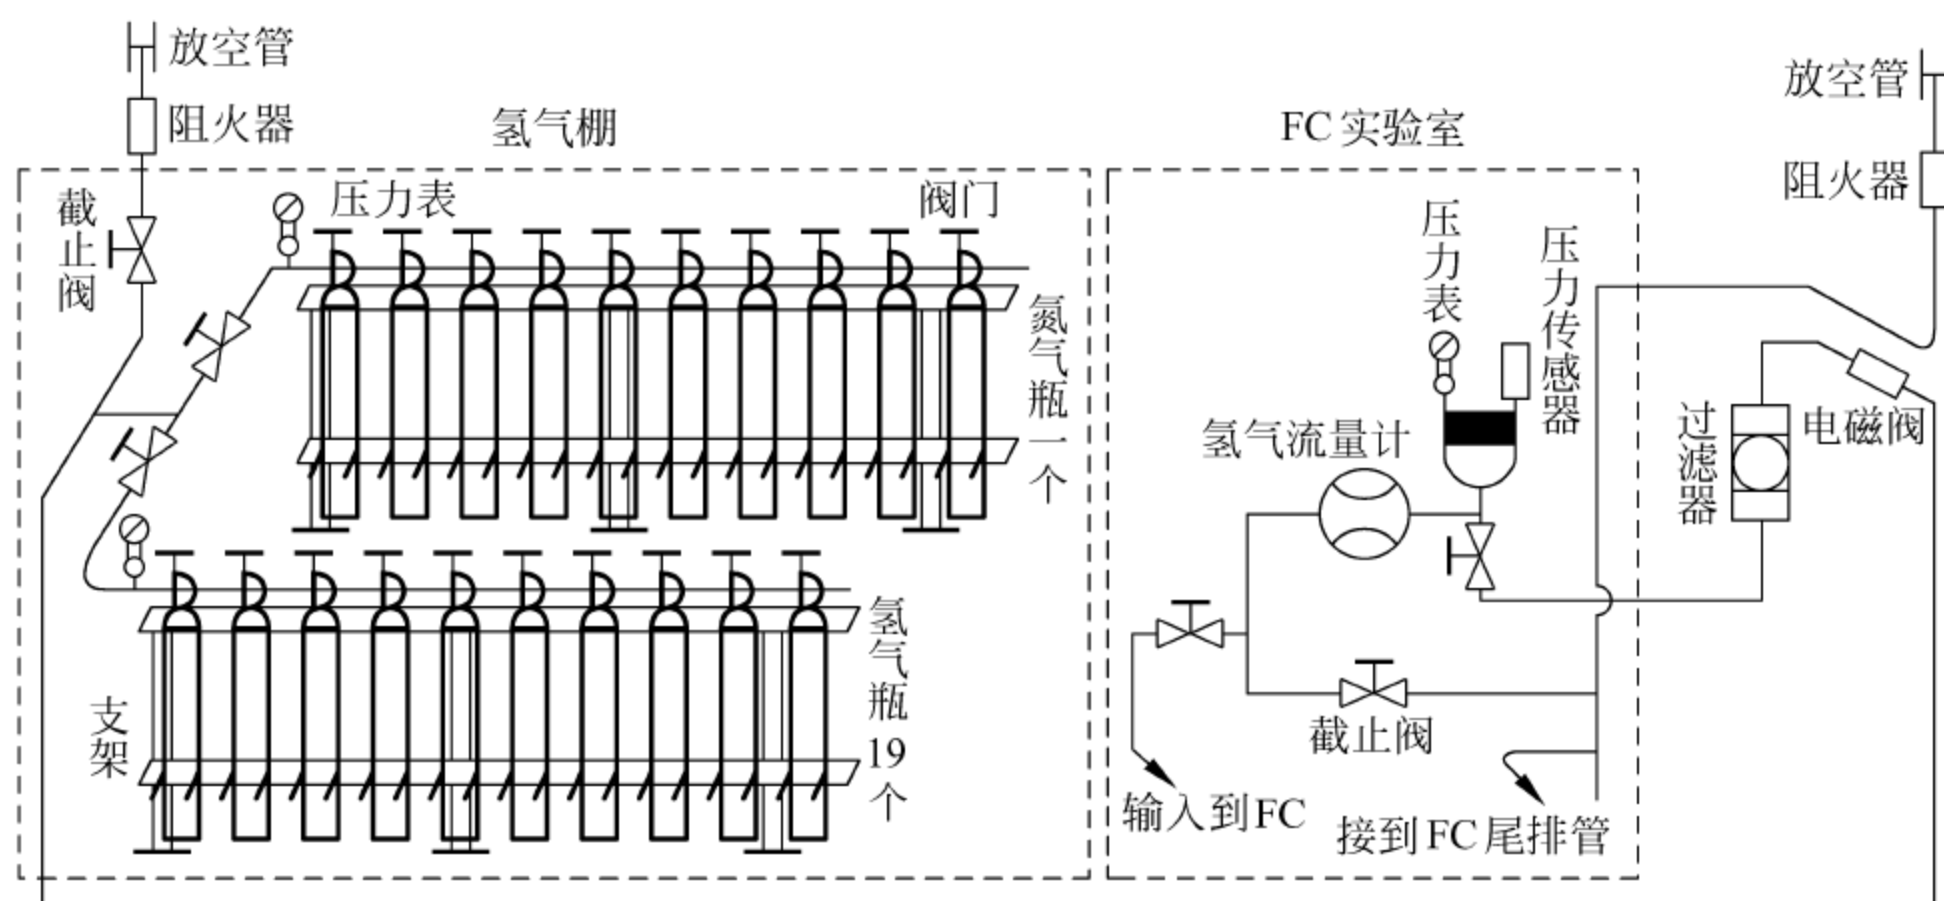 放空管
阻火器
氢气棚
FC实验室
放空管
阻火器
截止阀
压力表
阀门
氮气瓶一个
压力表
压力传感器
氢气流量计
过滤器
电磁阀
支架
氢气瓶19个
截止阀
输入到FC
接到FC尾排管